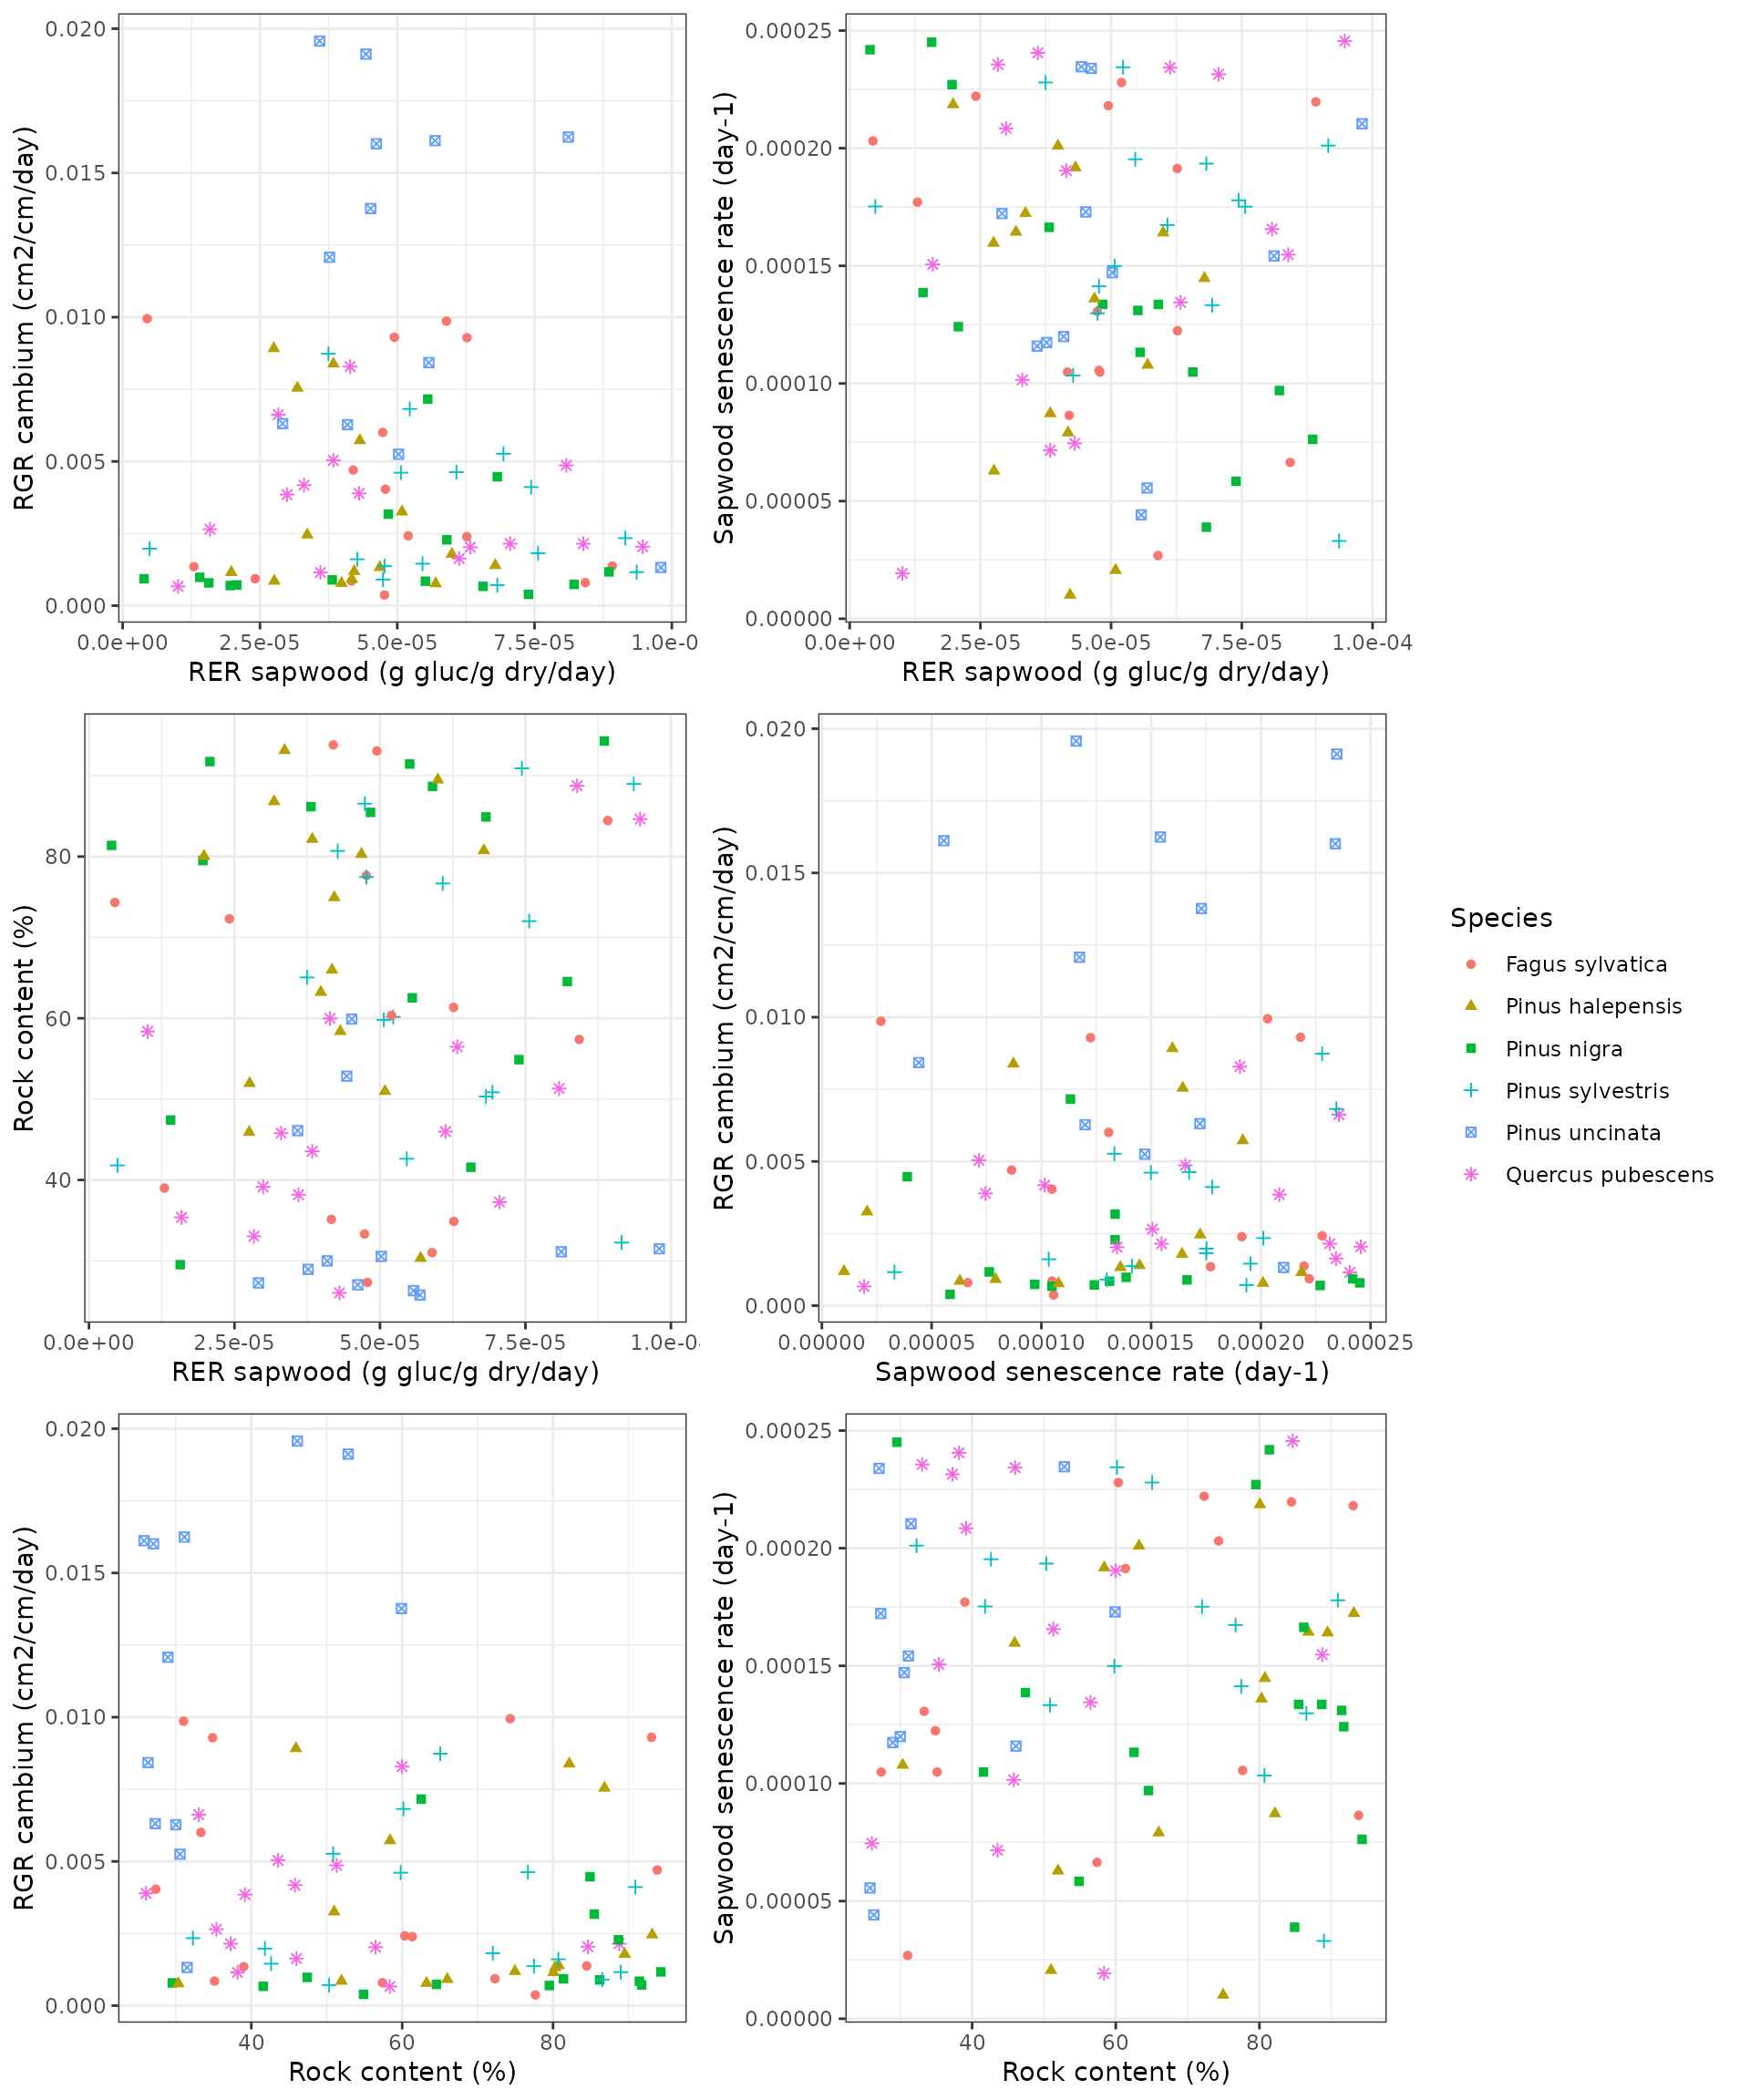 0.020
0.015
0.010
0.005
0.000
RGR cambium (cm2/cm/day)
0.0e+00 2.5e-05 5.0e-05 7.5e-05 1.0e-0
RER sapwood (g gluc/g dry/day)
0.00025
0.00020
0.00015
0.00010
0.00005
0.00000
Sapwood senescence rate (day-1)
0.0e+00 2.5e-05 5.0e-05 7.5e-05 1.0e-04
RER sapwood (g gluc/g dry/day)
80
60
40
Rock content (%)
0.0e+00 2.5e-05 5.0e-05 7.5e-05 1.0e-0
RER sapwood (g gluc/g dry/day)
0.020
0.015
0.010
0.005
0.000
RGR cambium (cm2/cm/day)
0.00000 0.00005 0.00010 0.00015 0.00020 0.00025
Sapwood senescence rate (day-1)
Species
Fagus sylvatica
Pinus halepensis
Pinus nigra
Pinus sylvestris
Pinus uncinata
Quercus pubescens
0.020
0.015
0.010
0.005
0.000
RGR cambium (cm2/cm/day)
40 60 80
Rock content (%)
0.00025
0.00020
0.00015
0.00010
0.00005
0.00000
Sapwood senescence rate (day-1)
40 60 80
Rock content (%)